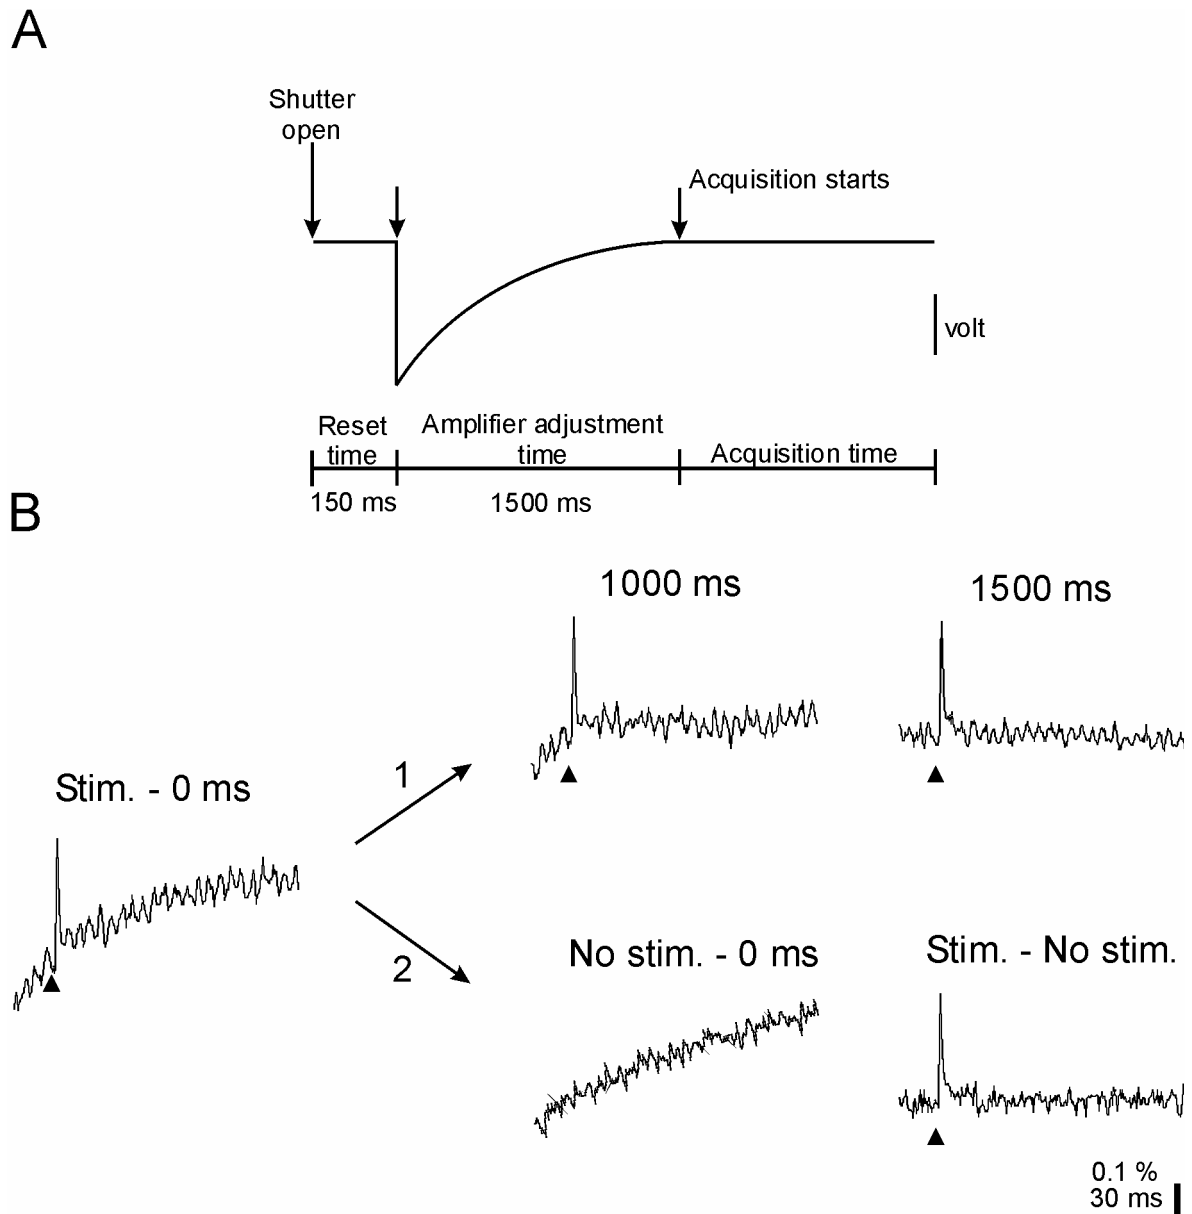 A
Shutter
open
Acquisition starts
volt
Reset
time
Amplifier adjustment
time
Acquisition time
150 ms
1500 ms
B
1000 ms
1500 ms
Stim. - 0 ms
1
2
No stim. - 0 ms
Stim. - No stim.
0.1 %
30 ms